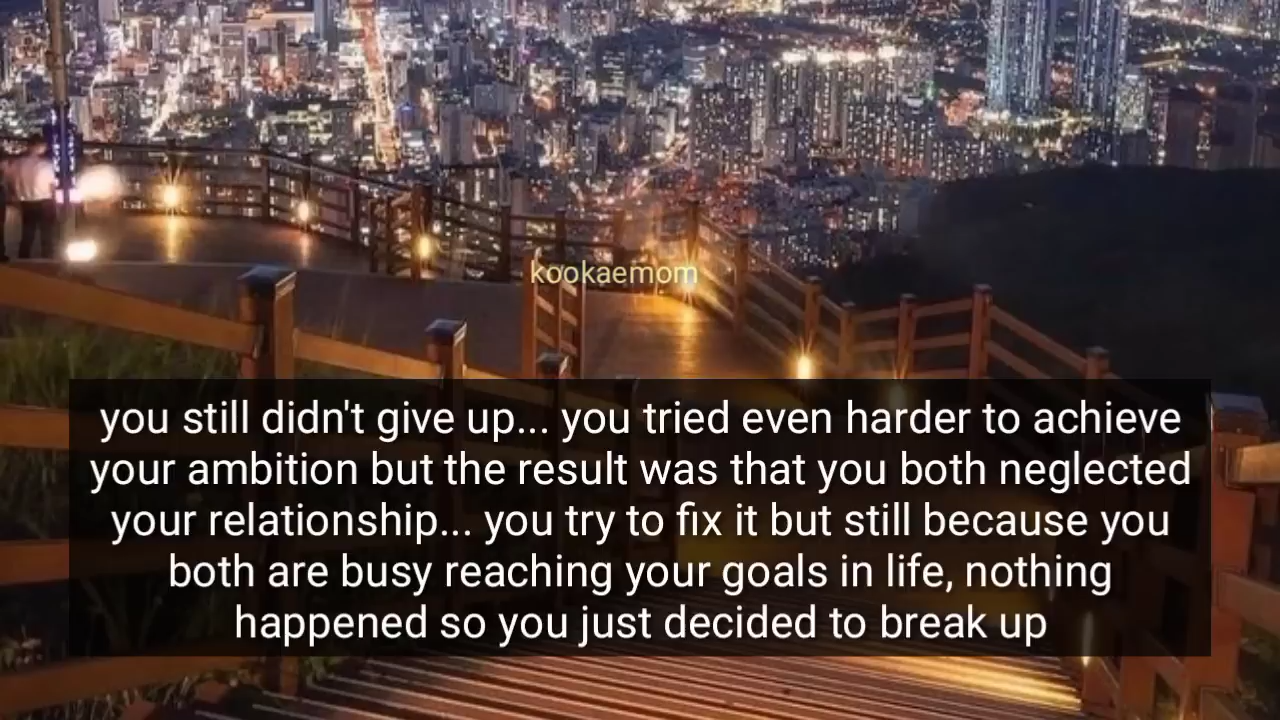 kookaemom
you still didn't give up... you tried even harder to achieve
your ambition but the result was that you both neglected
your relationship... you try to fix it but still because you
both are busy reaching your goals in life, nothing
happened so you just decided to break up